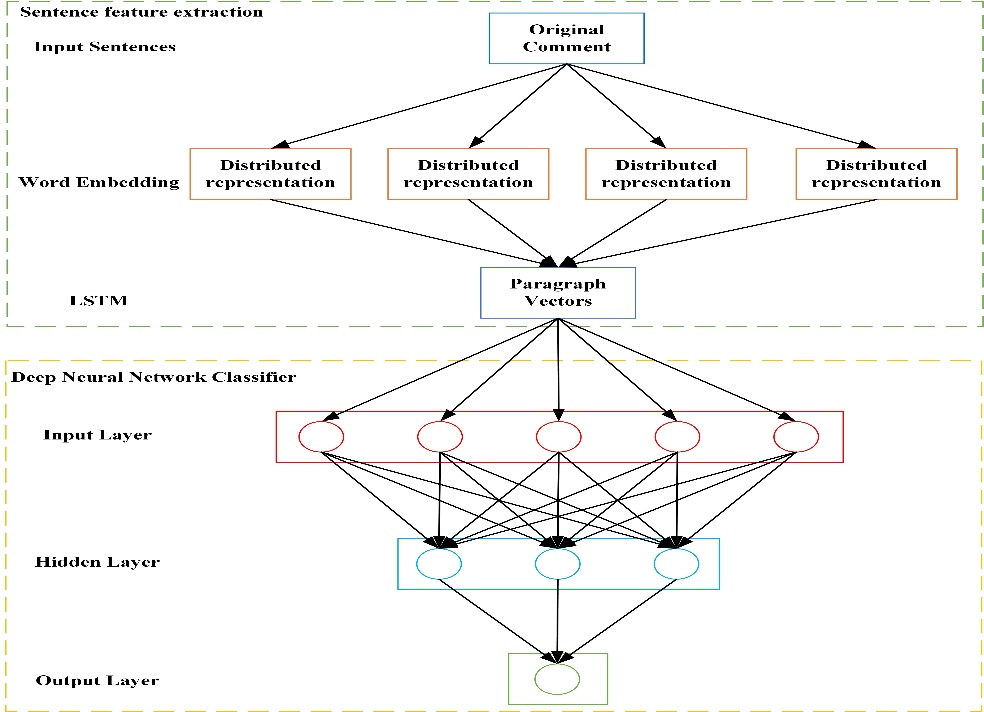 Sentence feature extraction
Input Sentences
Original
Comment
Word Embedding
Distributed
representation
Distributed
representation
Distributed
representation
Distributed
representation
LSTM
Paragraph
Vectors
Deep Neural Network Classifier
Input Layer
Hidden Layer
Output Layer